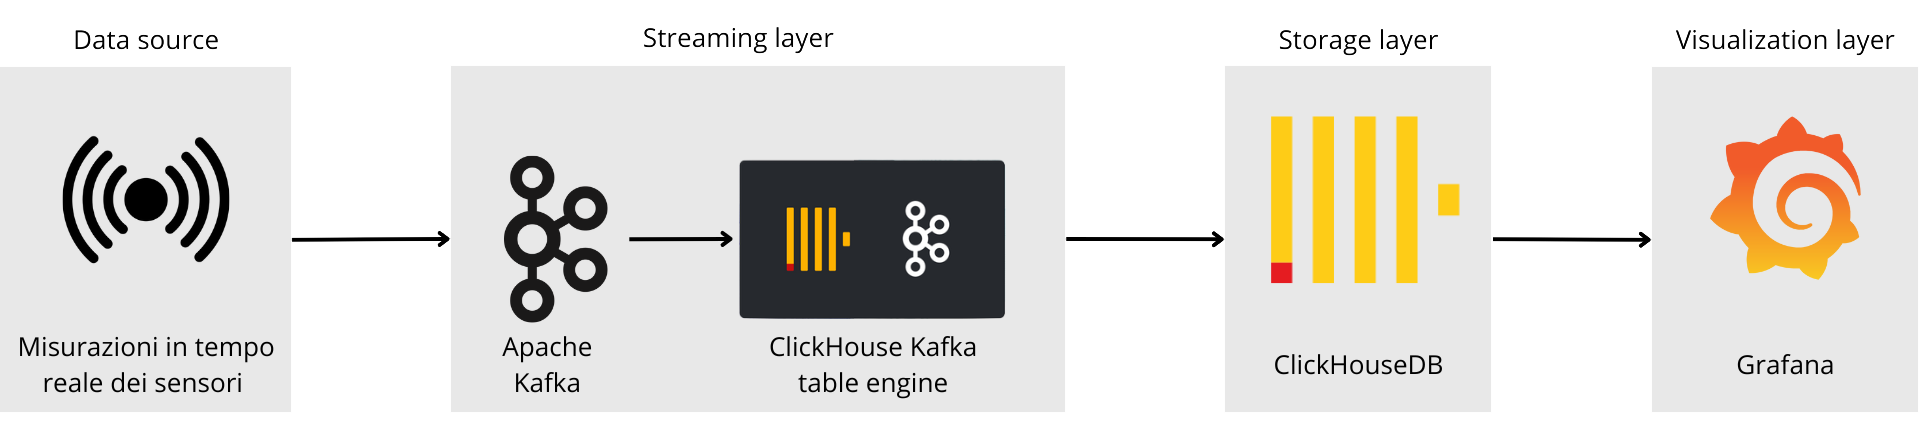 Data source
Streaming layer
Storage layer
Visualization layer
Misurazioni in tempo
reale dei sensori
Apache
Kafka
ClickHouse Kafka
table engine
ClickHouseDB
Grafana